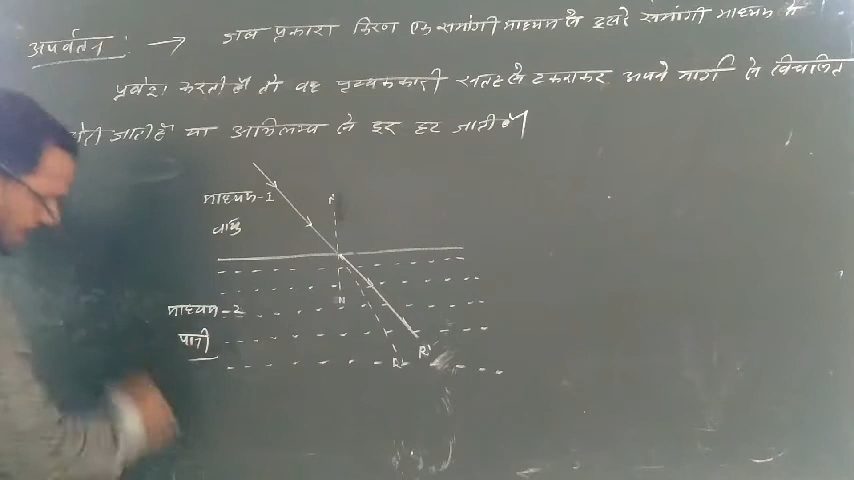 अपवर्तन : → जब प्रकाश किरण एक समांगी माध्यम से दूसरे समांगी माध्यम में
प्रवेश करती हैं तो वह पृथककारी सतह से टकराकर अपने मार्ग से विचलित
जाती हैं या अभिलम्ब से दूर हट जाती हैं
माध्यम-1
वायु
N
माध्यम-2
पानी
R'
R